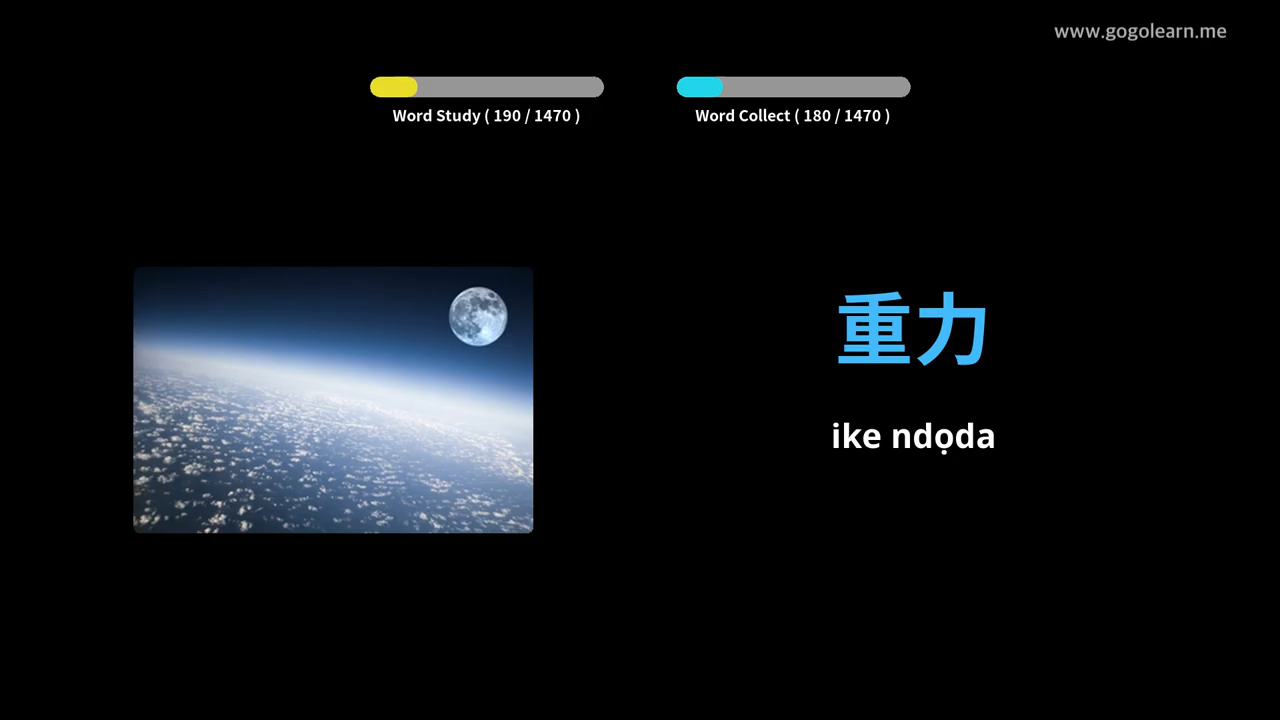 www.gogolearn.me
Word Study ( 190 / 1470 )
Word Collect ( 180 / 1470 )
重力
ike ndọda